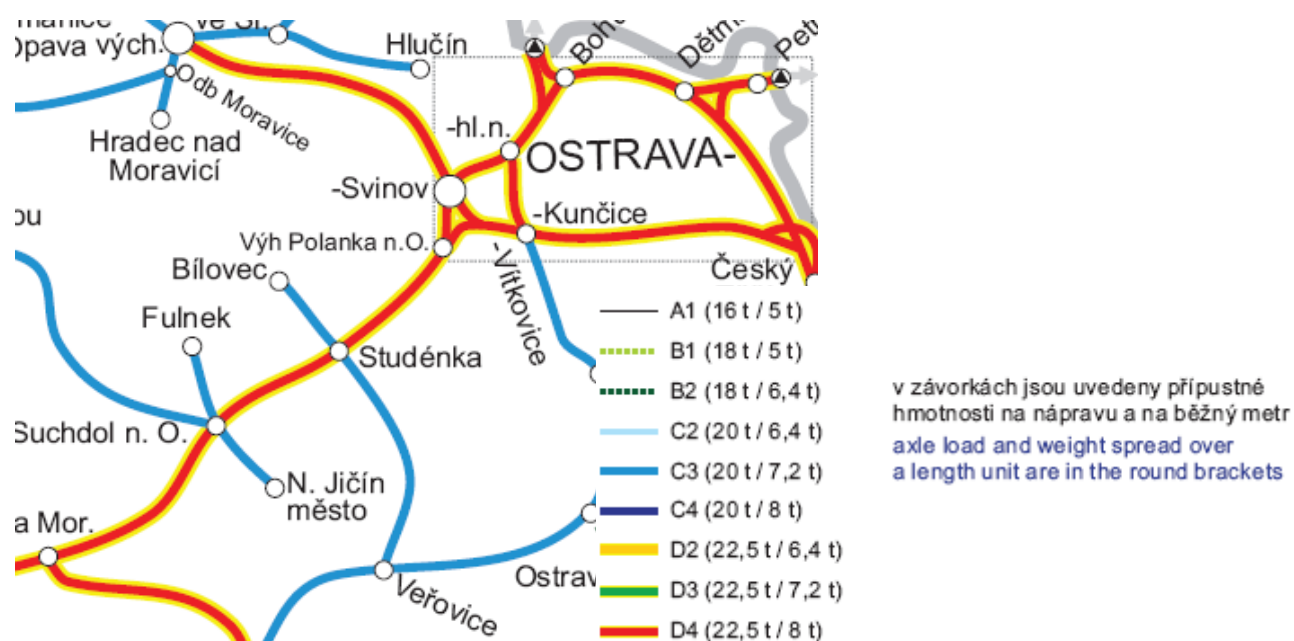 Opava vých.
Hlučín
Odb Moravice
Hradec nad
Moravicí
-hl.n.
OSTRAVA-
-Svinov
-Kunčice
Výh Polanka n.O.
-Vítkovice
Český
Bílovec
Fulnek
Studénka
Suchdol n. O.
N. Jičín
město
a Mor.
Veřovice
A1 (16 t / 5 t)
B1 (18 t / 5 t)
B2 (18 t / 6,4 t)
C2 (20 t / 6,4 t)
C3 (20 t / 7,2 t)
C4 (20 t / 8 t)
D2 (22,5 t / 6,4 t)
D3 (22,5 t / 7,2 t)
D4 (22,5 t / 8 t)
v závorkách jsou uvedeny přípustné
hmotnosti na nápravu a na běžný metr
axle load and weight spread over
a length unit are in the round brackets